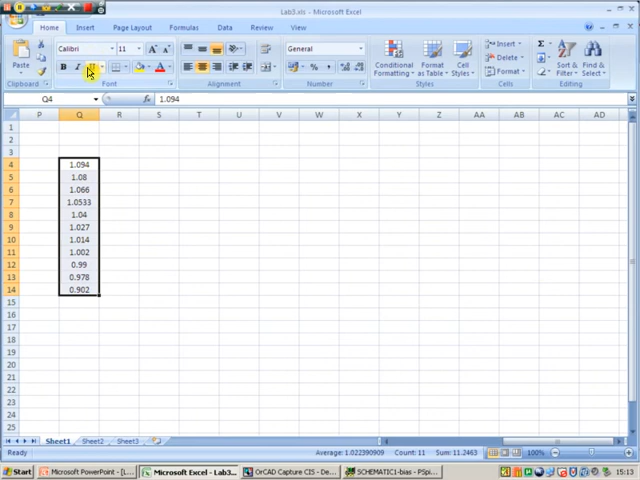 Lab3.xls - Microsoft Excel
Home Insert Page Layout Formulas Data Review View
Paste
Clipboard
Calibri 11
B I U
Font
Alignment
General
$ % ,
Number
Conditional Formatting
Format as Table
Cell Styles
Styles
Insert
Delete
Format
Cells
Σ
Sort & Filter
Find & Select
Editing
Q4 fx 1.094
P Q R S T U V W X Y Z AA AB AC AD
1
2
3
4 1.094
5 1.08
6 1.066
7 1.0533
8 1.04
9 1.027
10 1.014
11 1.002
12 0.99
13 0.978
14 0.902
15
16
17
18
19
20
21
22
23
24
25
Sheet1 Sheet2 Sheet3
Ready Average: 1.022390909 Count: 11 Sum: 11.2463 100%
Start Microsoft PowerPoint - [L... Microsoft Excel - Lab3... OrCAD Capture CIS - De... SCHEMATIC1-bias - PSpi... 15:13